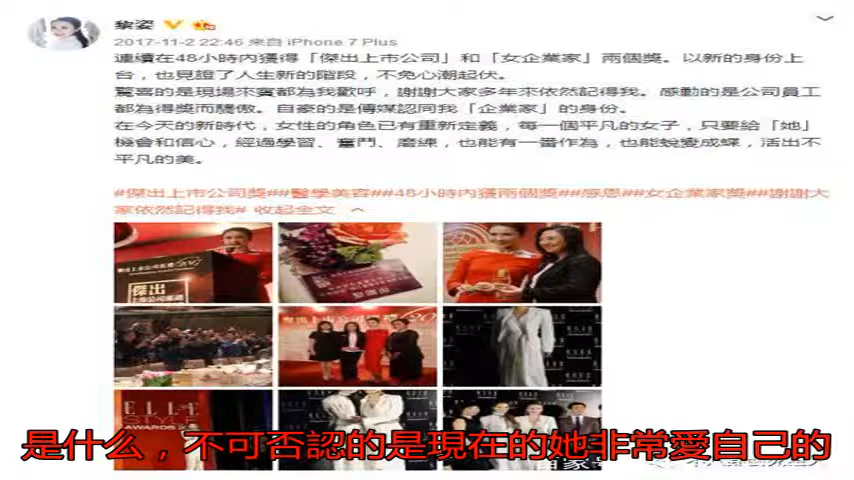 黎姿
2017-11-2 22:46 來自 iPhone 7 Plus
連續在48小時內獲得「傑出上市公司」和「女企業家」兩個獎。以新的身份上
台，也見證了人生新的階段，不免心潮起伏。
驚喜的是現場來賓都為我歡呼，謝謝大家多年來依然記得我。感動的是公司員工
都為得獎而驕傲。自豪的是傳媒認同我「企業家」的身份。
在今天的新時代，女性的角色已有重新定義，每一個平凡的女子，只要給「她」
機會和信心，經過學習、奮鬥、磨練，也能有一番作為，也能蛻變成蝶，活出不
平凡的美。
#傑出上市公司獎##醫學美容##48小時內獲兩個獎##感恩##女企業家獎##謝謝大
家依然記得我# 收起全文
傑出
上市公司
ELLE
STYLE
AWARDS
是什么，不可否認的是現在的她非常愛自己的